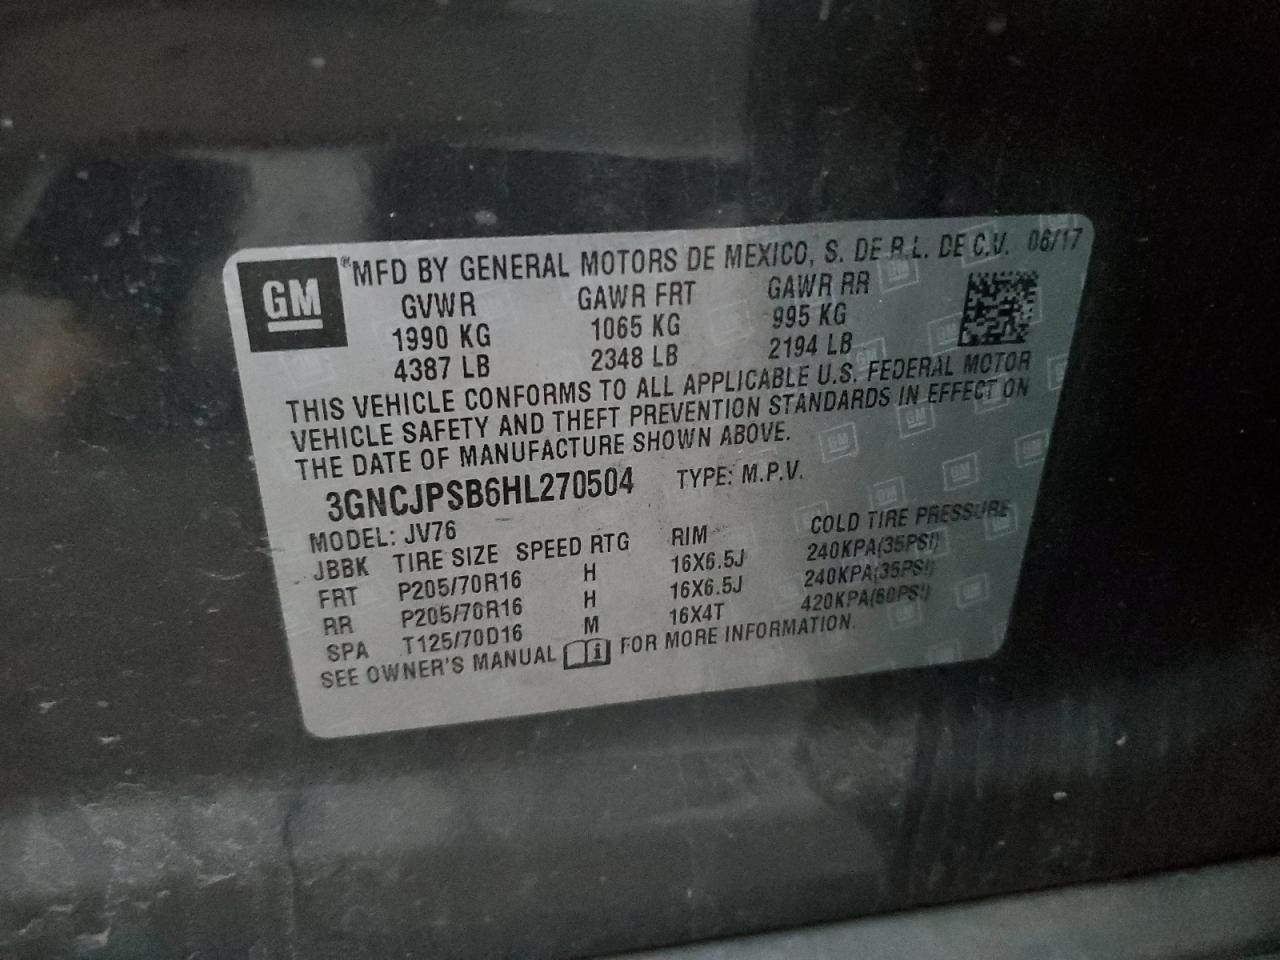 GM
®MFD BY GENERAL MOTORS DE MEXICO, S. DE R.L. DE C.V. 06/17
GVWR GAWR FRT GAWR RR
1990 KG 1065 KG 995 KG
4387 LB 2348 LB 2194 LB
THIS VEHICLE CONFORMS TO ALL APPLICABLE U.S. FEDERAL MOTOR
VEHICLE SAFETY AND THEFT PREVENTION STANDARDS IN EFFECT ON
THE DATE OF MANUFACTURE SHOWN ABOVE.
3GNCJPSB6HL270504 TYPE: M.P.V.
MODEL: JV76
JBBK TIRE SIZE SPEED RTG RIM COLD TIRE PRESSURE
FRT P205/70R16 H 16X6.5J 240KPA(35PSI)
RR P205/70R16 H 16X6.5J 240KPA(35PSI)
SPA T125/70D16 M 16X4T 420KPA(60PSI)
SEE OWNER'S MANUAL i FOR MORE INFORMATION.